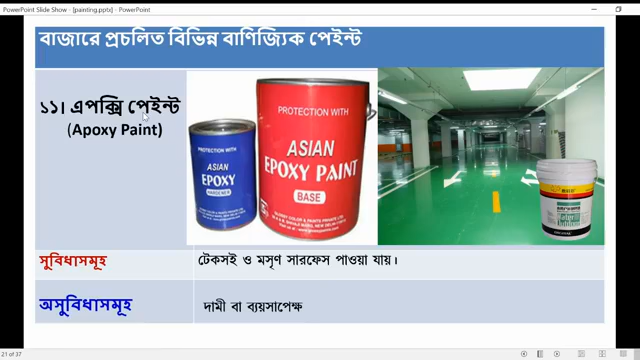 PowerPoint Slide Show - [painting.pptx] - PowerPoint
বাজারে প্রচলিত বিভিন্ন বাণিজ্যিক পেইন্ট
১১। এপক্সি পেইন্ট
(Apoxy Paint)
PROTECTION WITH
ASIAN
EPOXY
HARDENER
PROTECTION WITH
ASIAN
EPOXY PAINT
BASE
সুবিধাসমূহ
টেকসই ও মসৃণ সারফেস পাওয়া যায়।
অসুবিধাসমূহ
দামী বা ব্যয়সাপেক্ষ
21 of 37